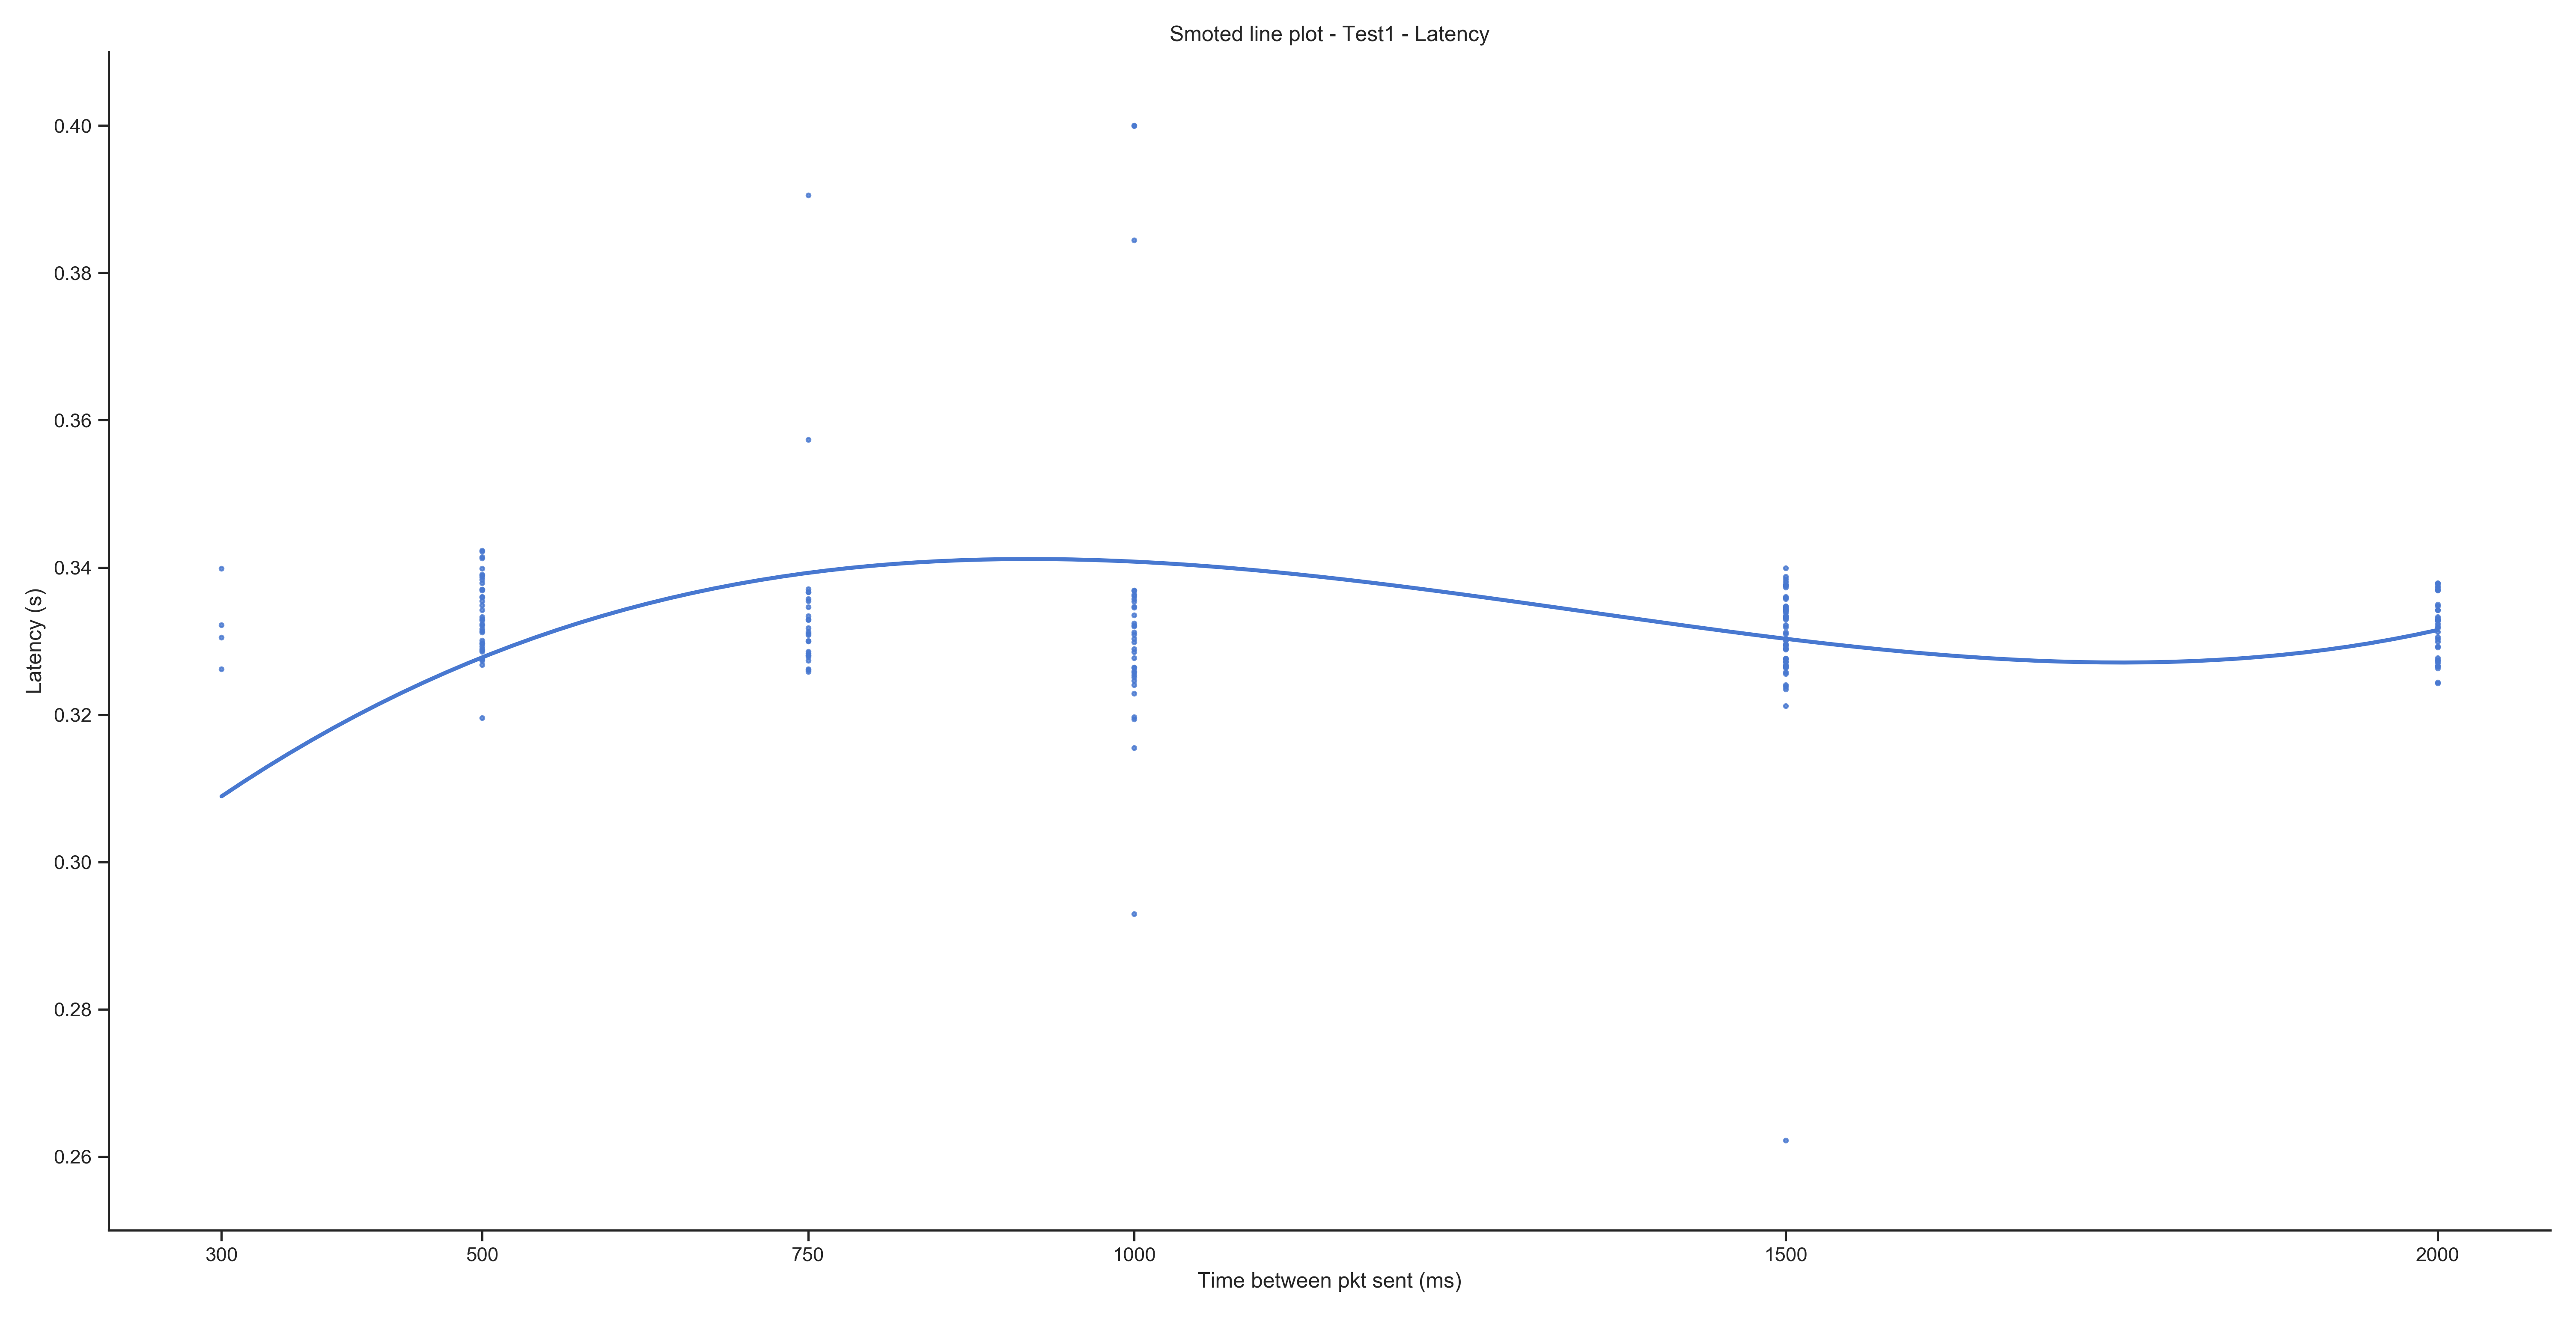 Smoted line plot - Test1 - Latency
0.40
0.38
0.36
0.34
0.32
0.30
0.28
0.26
Latency (s)
300 500 750 1000 1500 2000
Time between pkt sent (ms)